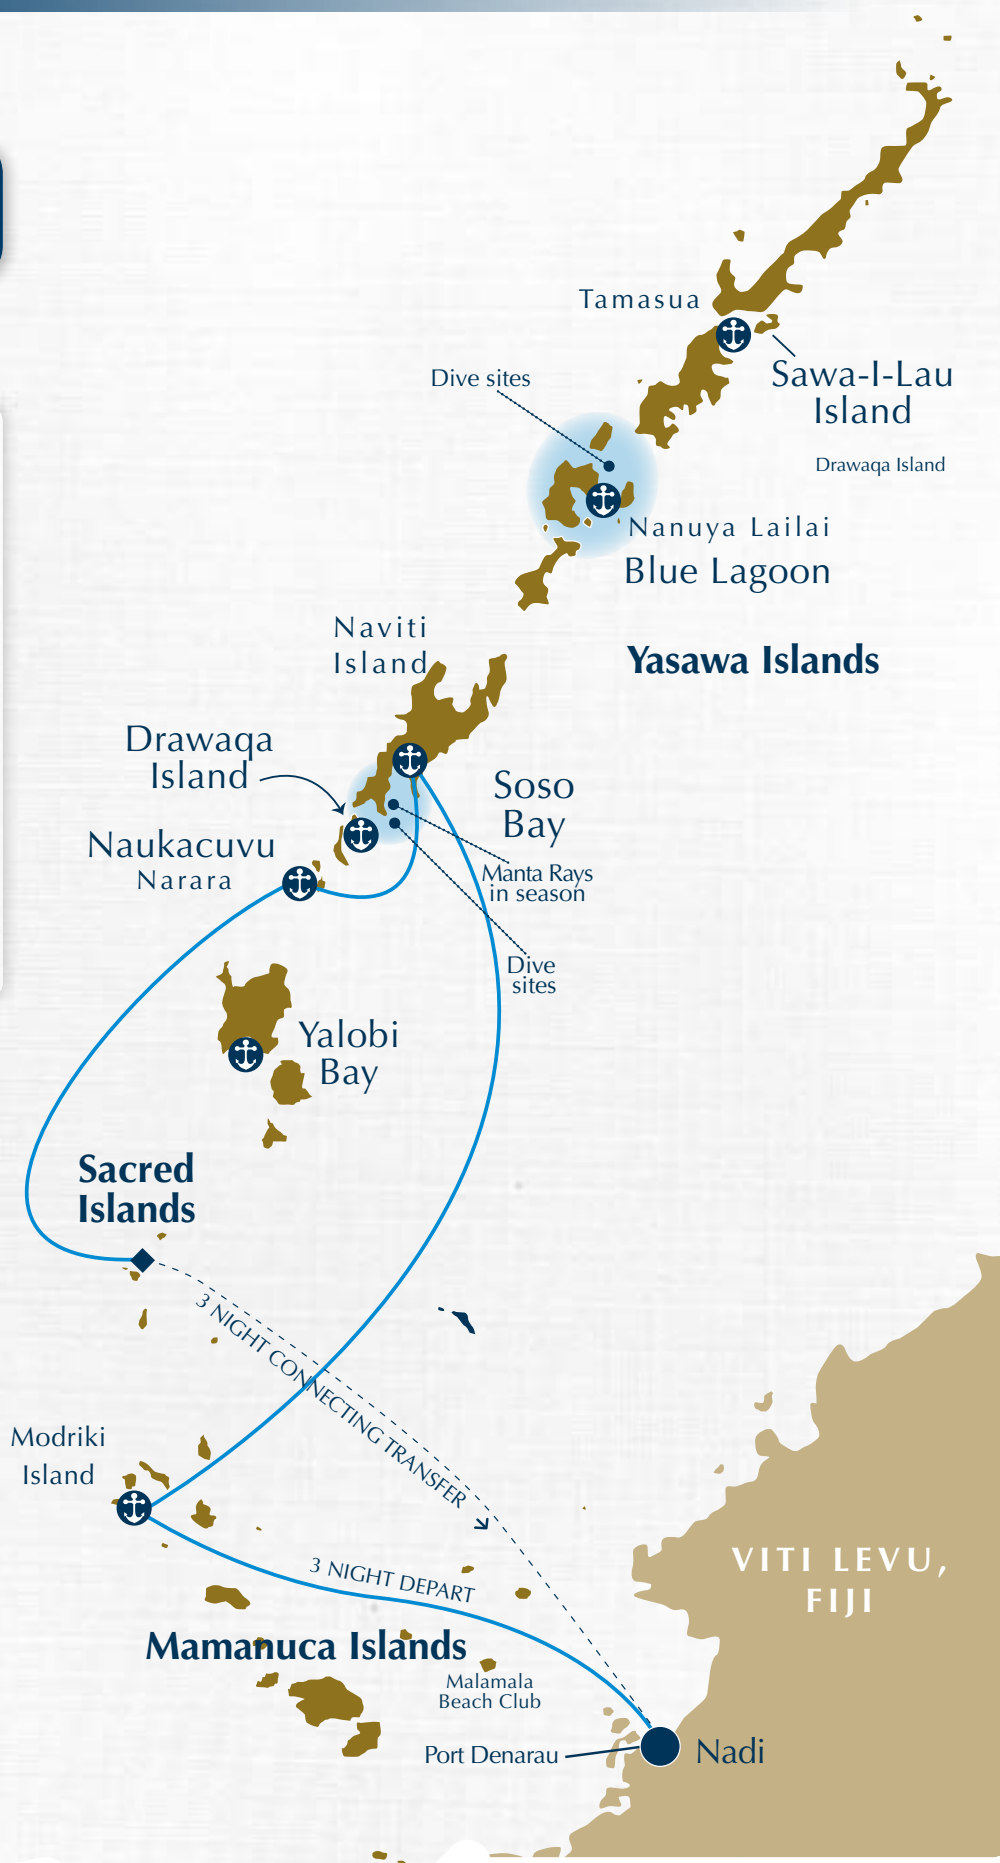 Tamasua
Sawa-I-Lau
Island
Dive sites
Drawaqa Island
Nanuya Lailai
Blue Lagoon
Naviti
Island
Yasawa Islands
Drawaqa
Island
Soso
Bay
Naukacuvu
Narara
Manta Rays
in season
Dive
sites
Yalobi
Bay
Sacred
Islands
3 NIGHT CONNECTING TRANSFER
Modriki
Island
VITI LEVU,
FIJI
3 NIGHT DEPART
Mamanuca Islands
Malamala
Beach Club
Port Denarau
Nadi